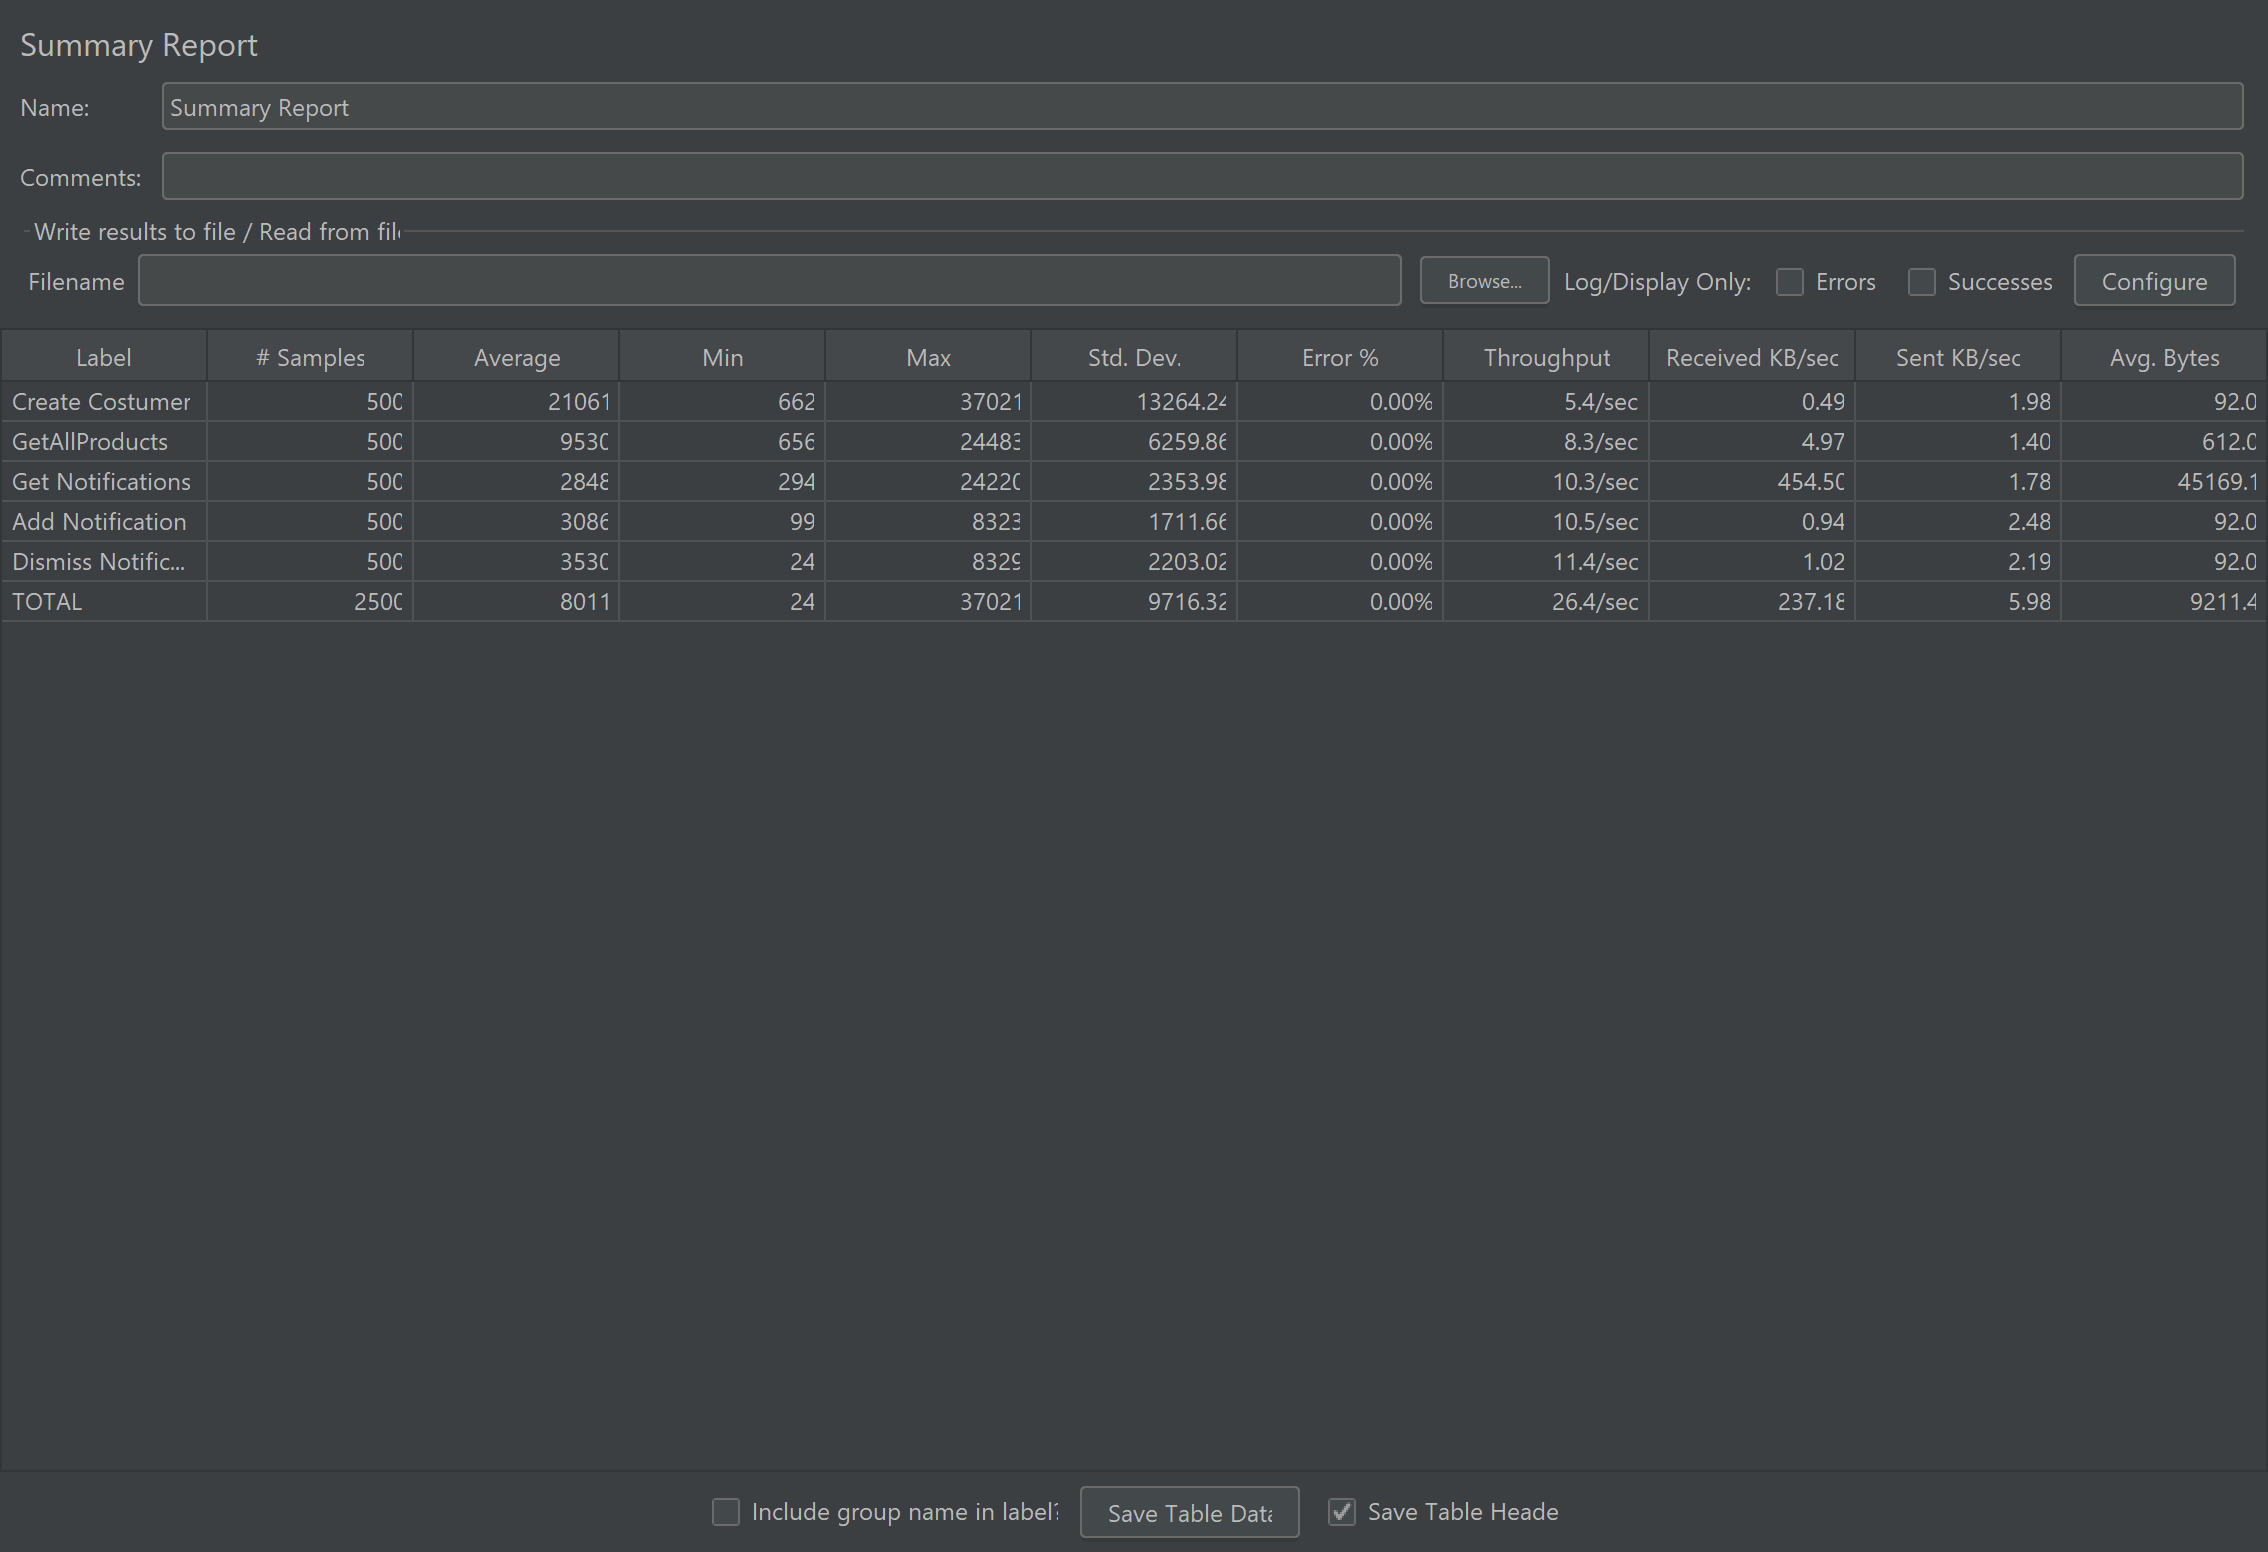 Summary Report
Name: Summary Report
Comments:
Write results to file / Read from file
Filename Browse... Log/Display Only: Errors Successes Configure
Label # Samples Average Min Max Std. Dev. Error % Throughput Received KB/sec Sent KB/sec Avg. Bytes
Create Costumer 500 21061 662 37021 13264.24 0.00% 5.4/sec 0.49 1.98 92.0
GetAllProducts 500 9530 656 24483 6259.86 0.00% 8.3/sec 4.97 1.40 612.0
Get Notifications 500 2848 294 24220 2353.98 0.00% 10.3/sec 454.50 1.78 45169.1
Add Notification 500 3086 99 8323 1711.66 0.00% 10.5/sec 0.94 2.48 92.0
Dismiss Notific... 500 3530 24 8329 2203.02 0.00% 11.4/sec 1.02 2.19 92.0
TOTAL 2500 8011 24 37021 9716.32 0.00% 26.4/sec 237.18 5.98 9211.4
Include group name in label? Save Table Data Save Table Heade